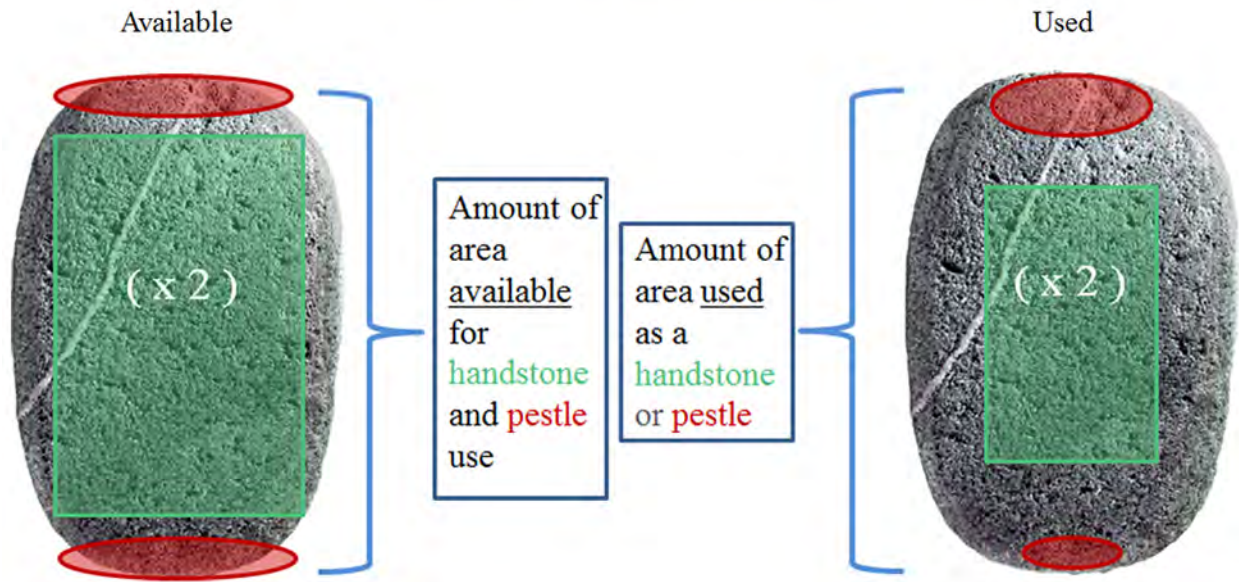 Available
Used
( x 2 )
Amount of
area
available
for
handstone
and pestle
use
Amount of
area used
as a
handstone
or pestle
( x 2 )